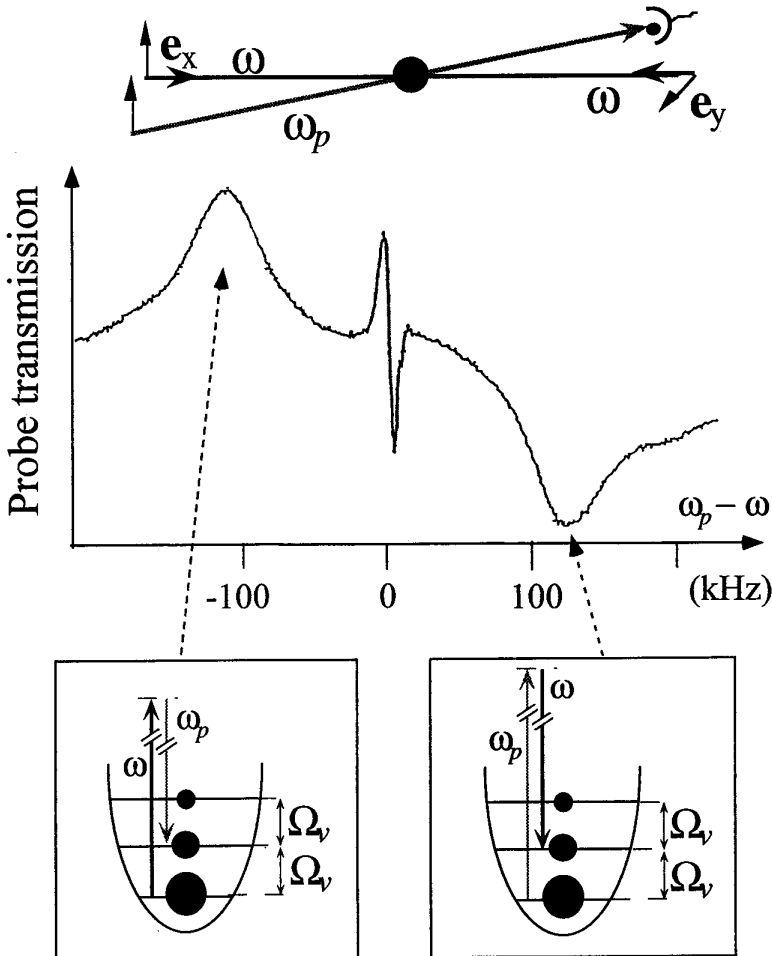 e_x ω
ω_p ω e_y
Probe transmission
ω_p − ω
-100 0 100 (kHz)
ω ω_p
Ω_v
Ω_v
ω
ω_p
Ω_v
Ω_v